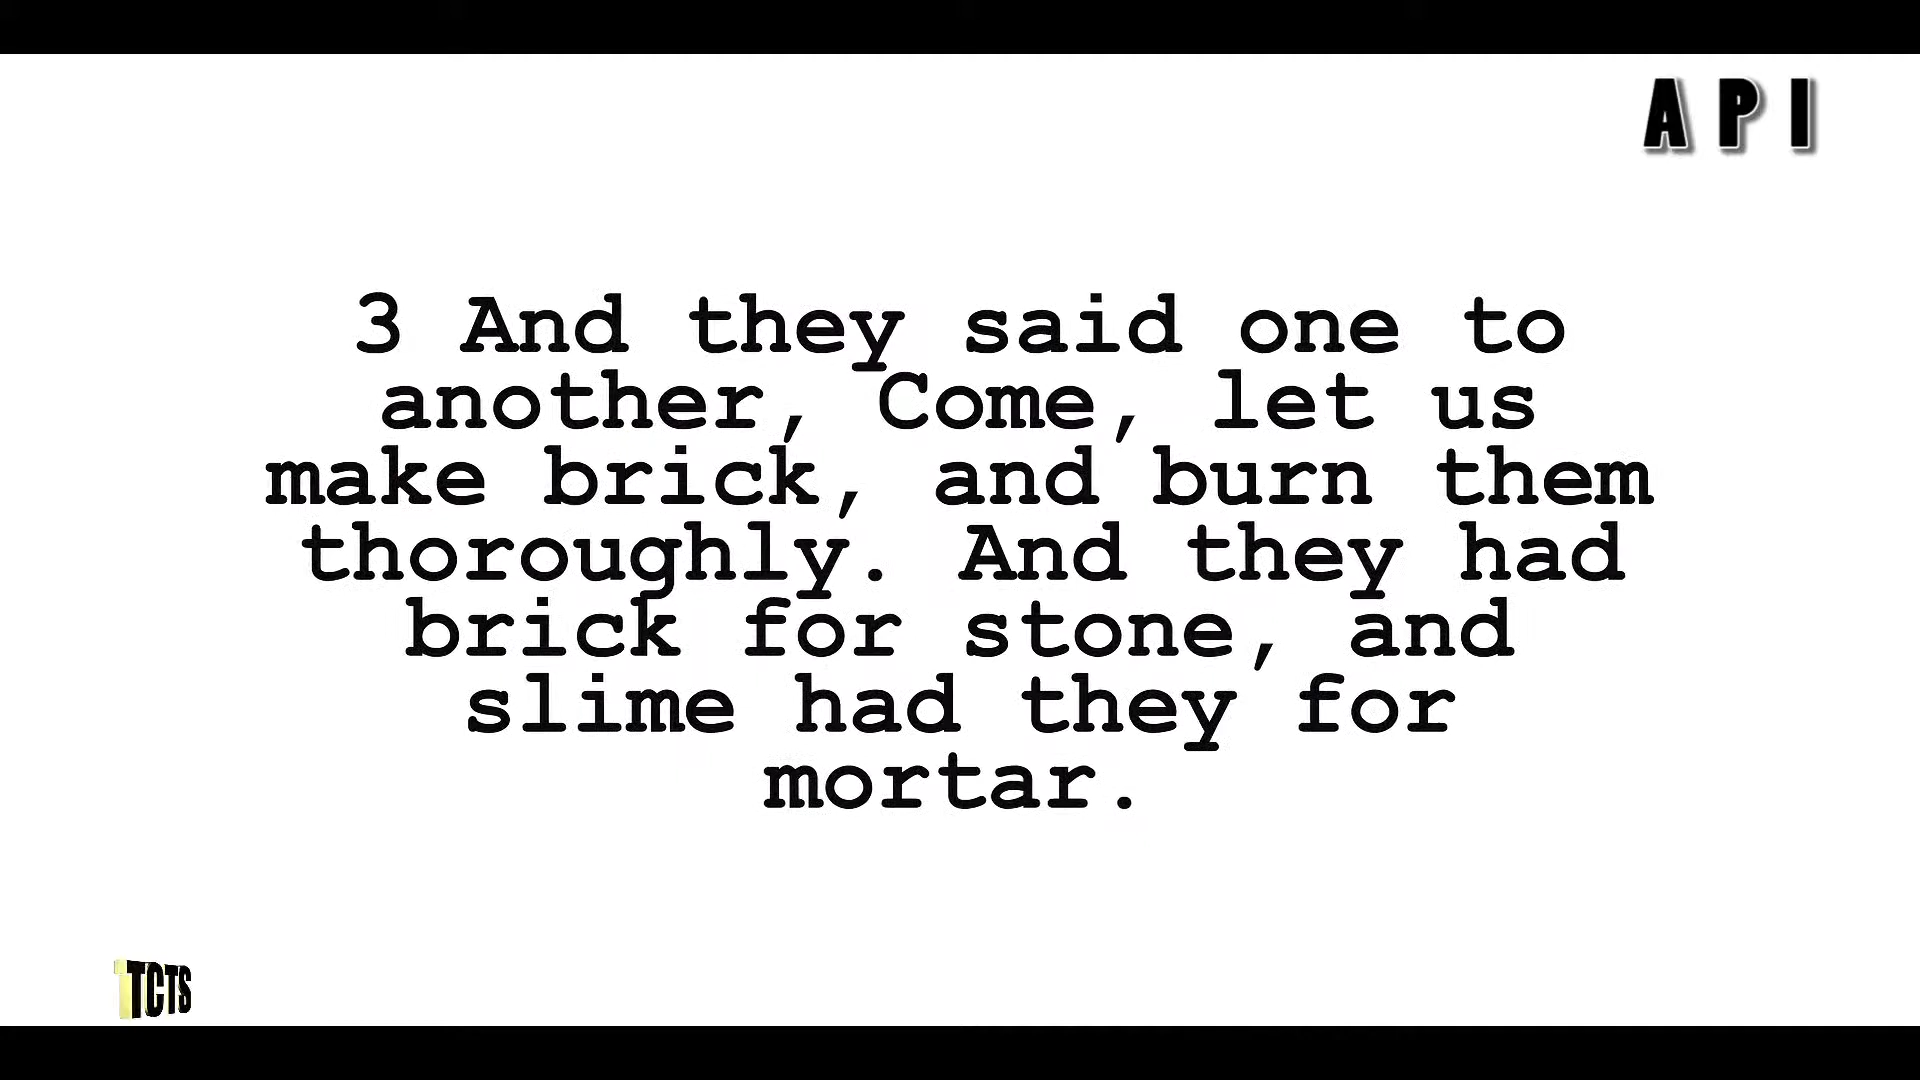 A P I
3 And they said one to
another, Come, let us
make brick, and burn them
thoroughly. And they had
brick for stone, and
slime had they for
mortar.
TCTS